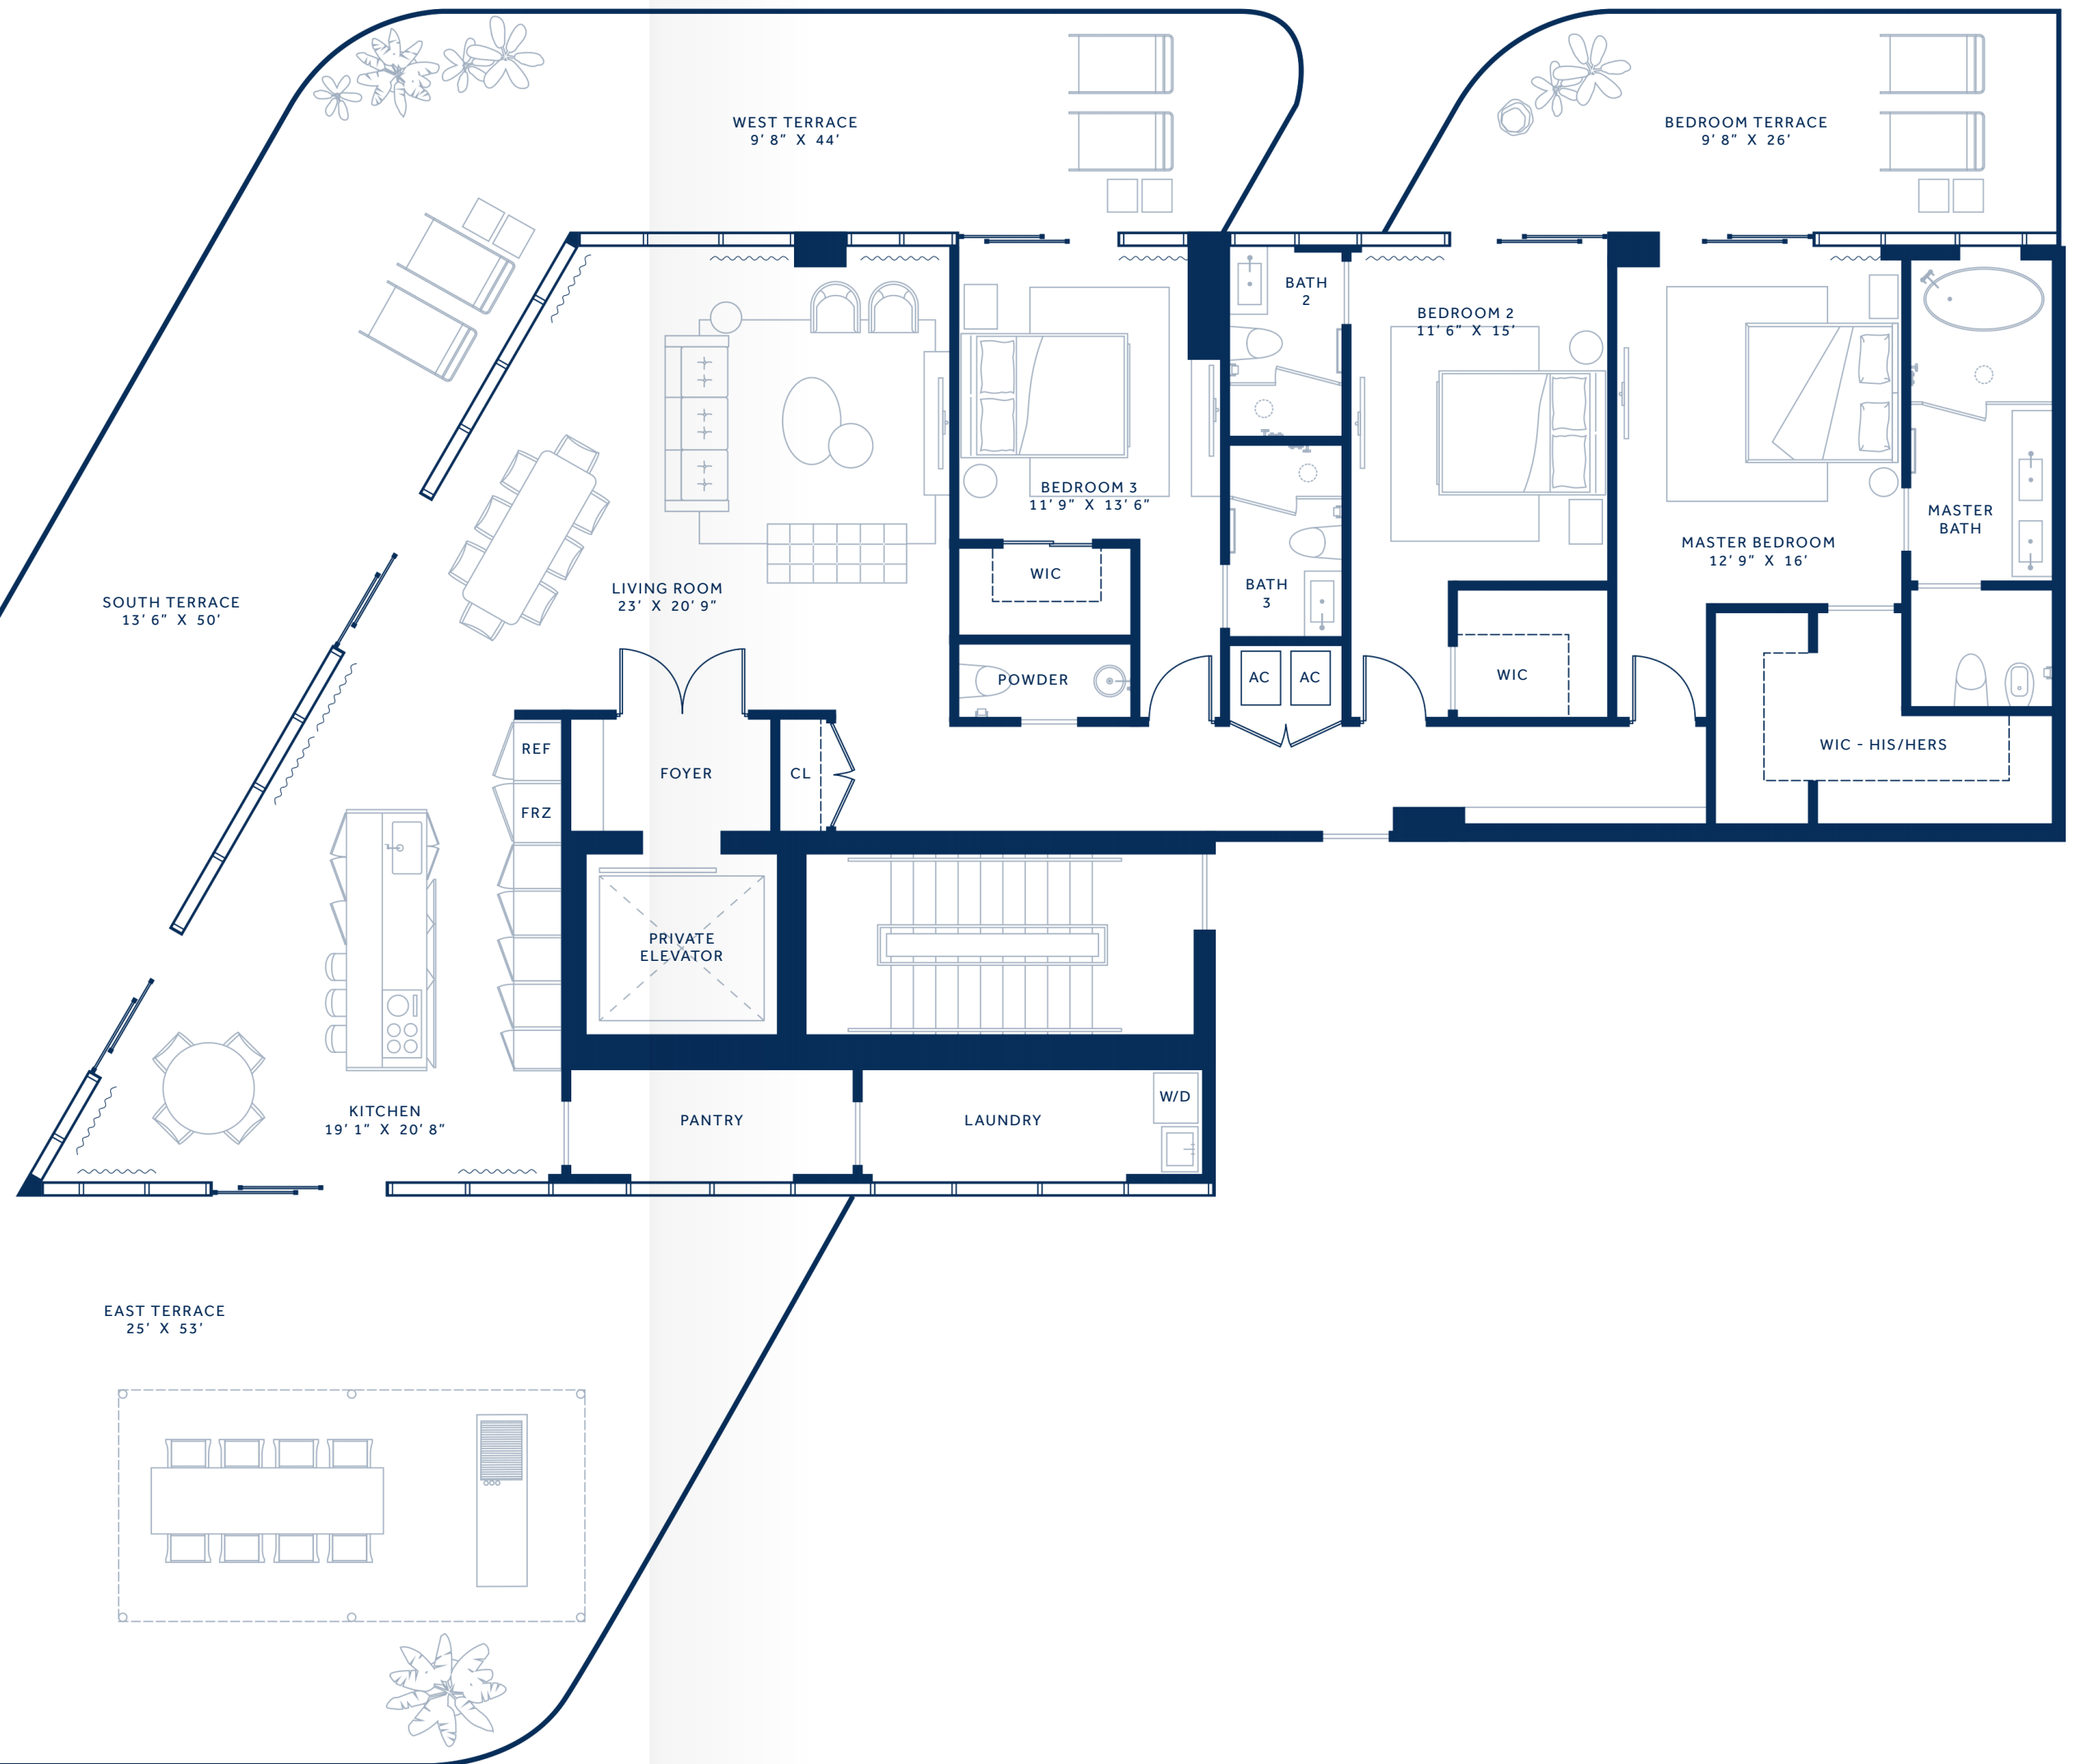 WEST TERRACE
9' 8" X 44'
BEDROOM TERRACE
9' 8" X 26'
BATH
2
BEDROOM 2
11' 6" X 15'
BEDROOM 3
11' 9" X 13' 6"
MASTER
BATH
MASTER BEDROOM
12' 9" X 16'
WIC
BATH
3
LIVING ROOM
23' X 20' 9"
SOUTH TERRACE
13' 6" X 50'
POWDER
AC
AC
WIC
WIC - HIS/HERS
REF
FOYER
CL
FRZ
PRIVATE
ELEVATOR
W/D
KITCHEN
19' 1" X 20' 8"
PANTRY
LAUNDRY
EAST TERRACE
25' X 53'